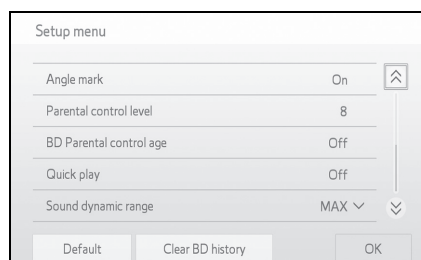 Setup menu
Angle mark On
Parental control level 8
BD Parental control age Off
Quick play Off
Sound dynamic range MAX
Default Clear BD history OK